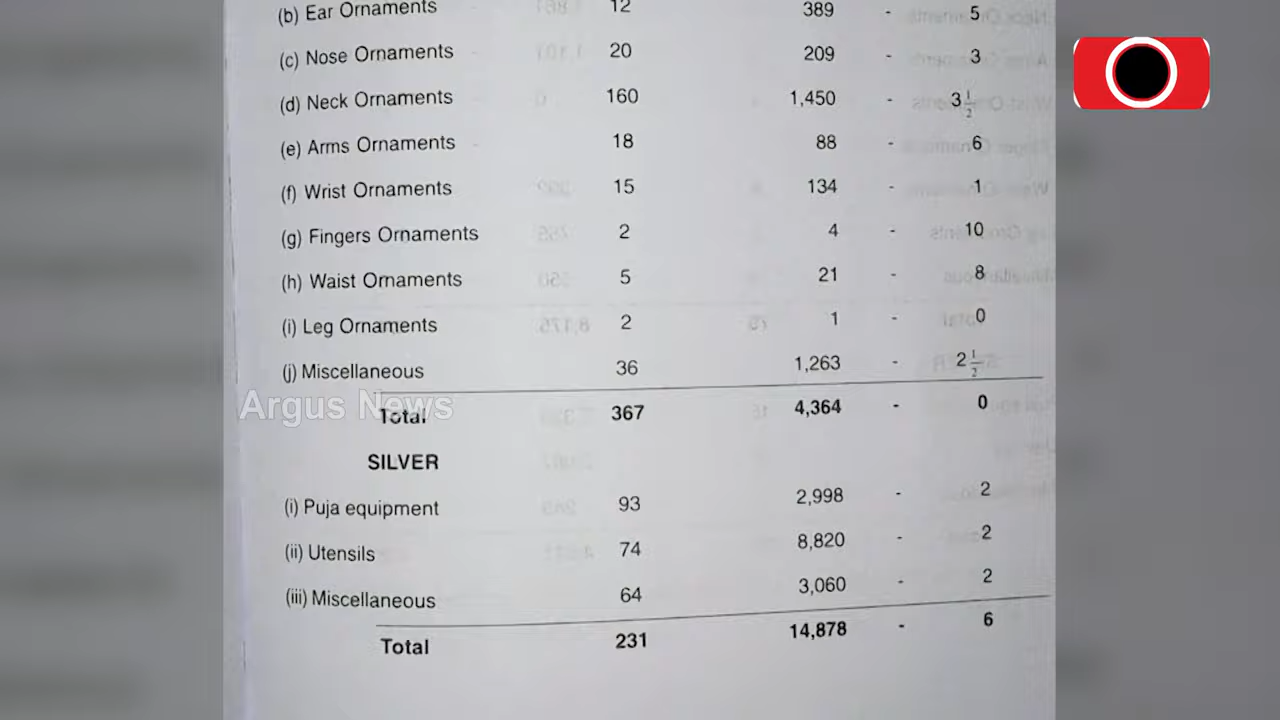 (b) Ear Ornaments 12 389 - 5
(c) Nose Ornaments 20 209 - 3
(d) Neck Ornaments 160 1,450 - 3 1/2
(e) Arms Ornaments 18 88 - 6
(f) Wrist Ornaments 15 134 - 1
(g) Fingers Ornaments 2 4 - 10
(h) Waist Ornaments 5 21 - 8
(i) Leg Ornaments 2 1 - 0
(j) Miscellaneous 36 1,263 - 2 1/2
Argus News
Total 367 4,364 - 0
SILVER
(i) Puja equipment 93 2,998 - 2
(ii) Utensils 74 8,820 - 2
(iii) Miscellaneous 64 3,060 - 2
Total 231 14,878 - 6